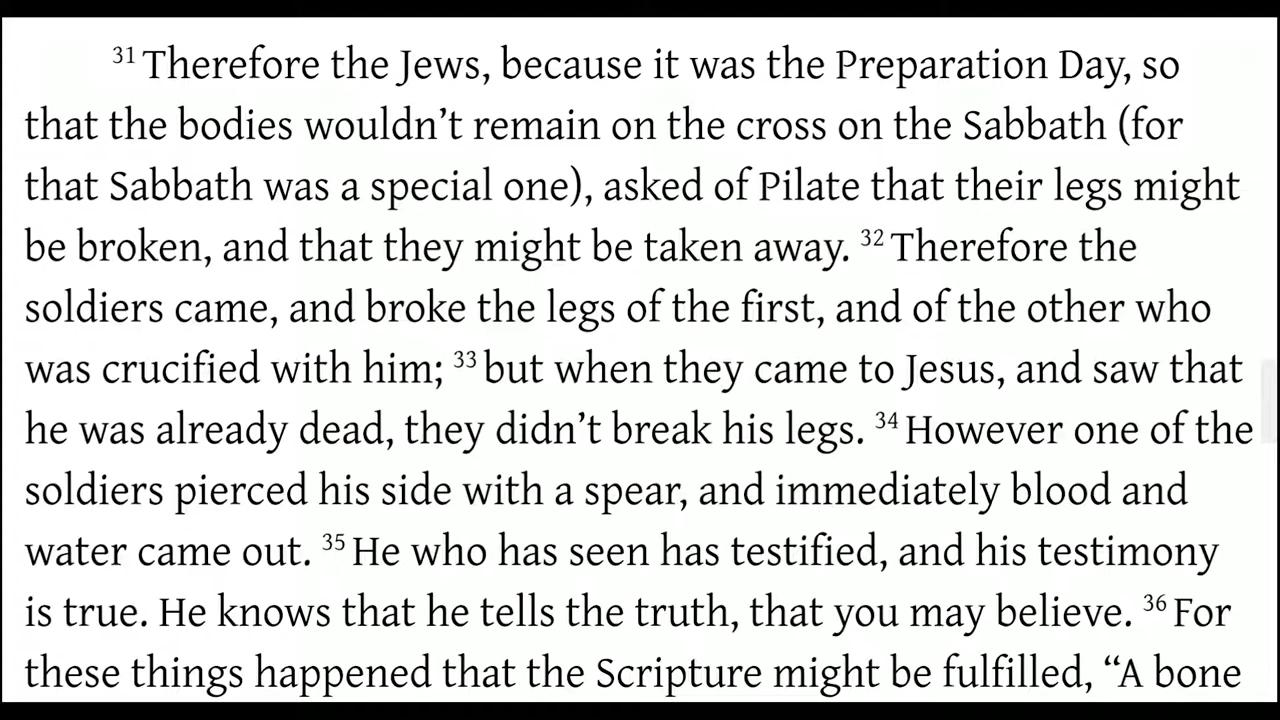 31 Therefore the Jews, because it was the Preparation Day, so
that the bodies wouldn’t remain on the cross on the Sabbath (for
that Sabbath was a special one), asked of Pilate that their legs might
be broken, and that they might be taken away. 32 Therefore the
soldiers came, and broke the legs of the first, and of the other who
was crucified with him; 33 but when they came to Jesus, and saw that
he was already dead, they didn’t break his legs. 34 However one of the
soldiers pierced his side with a spear, and immediately blood and
water came out. 35 He who has seen has testified, and his testimony
is true. He knows that he tells the truth, that you may believe. 36 For
these things happened that the Scripture might be fulfilled, “A bone